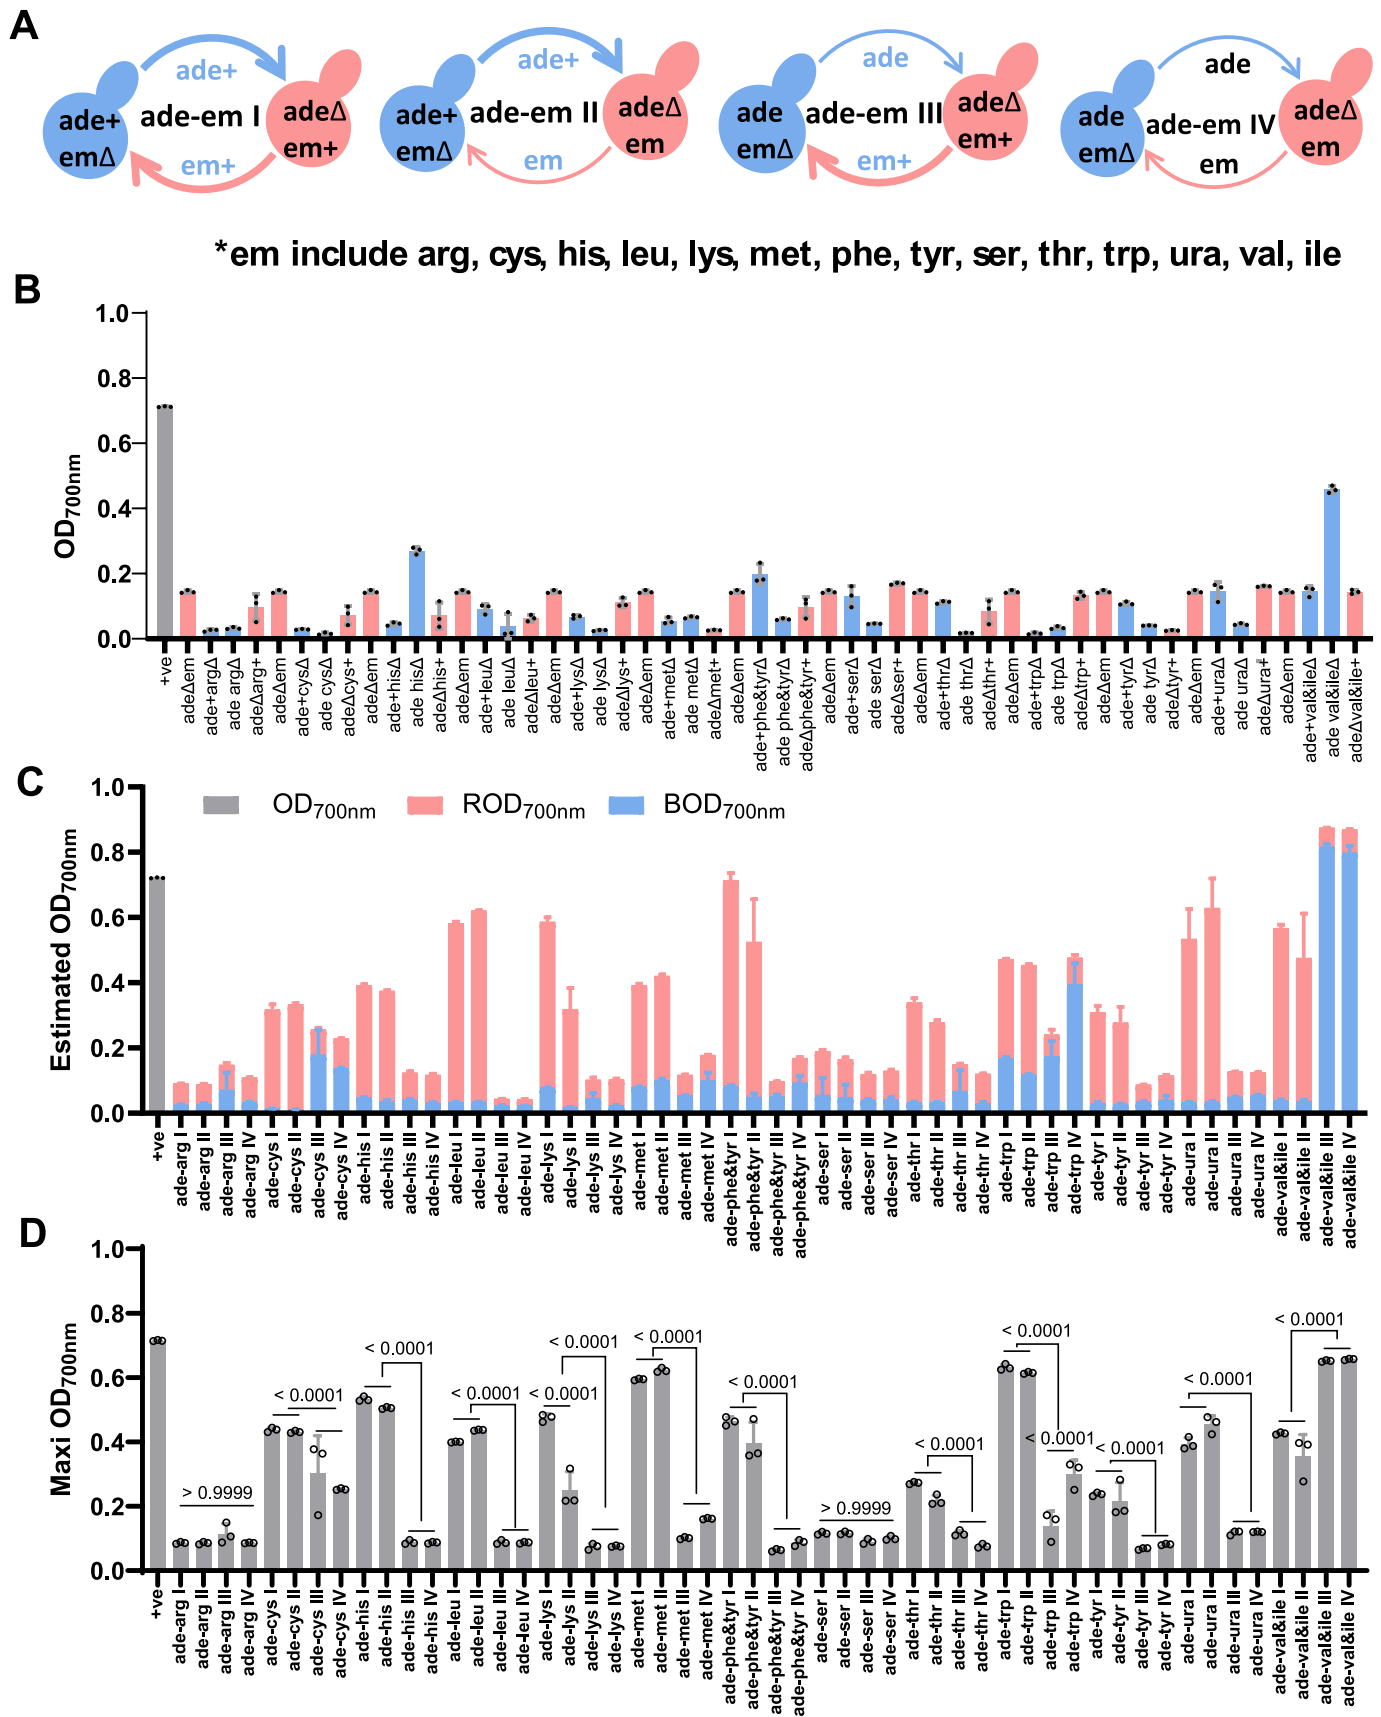 A
ade+
ade+
emΔ
ade-em I
adeΔ
em+
em+
ade+
ade+
emΔ
ade-em II
adeΔ
em
em
ade
ade
emΔ
ade-em III
adeΔ
em+
em+
ade
ade
emΔ
ade-em IV
adeΔ
em
em
*em include arg, cys, his, leu, lys, met, phe, tyr, ser, thr, trp, ura, val, ile
B
OD700nm
1.0
0.8
0.6
0.4
0.2
0.0
+ve
adeΔem
ade+argΔ
ade argΔ
adeΔarg+
adeΔem
ade+cysΔ
ade cysΔ
adeΔcys+
adeΔem
ade+hisΔ
ade hisΔ
adeΔhis+
adeΔem
ade+leuΔ
ade leuΔ
adeΔleu+
adeΔem
ade+lysΔ
ade lysΔ
adeΔlys+
adeΔem
ade+metΔ
ade metΔ
adeΔmet+
adeΔem
ade+phe&tyrΔ
ade phe&tyrΔ
adeΔphe&tyr+
adeΔem
ade+serΔ
ade serΔ
adeΔser+
adeΔem
ade+thrΔ
ade thrΔ
adeΔthr+
adeΔem
ade+trpΔ
ade trpΔ
adeΔtrp+
adeΔem
ade+tyrΔ
ade tyrΔ
adeΔtyr+
adeΔem
ade+uraΔ
ade uraΔ
adeΔura+
adeΔem
ade+val&ileΔ
ade val&ileΔ
adeΔval&ile+
C
Estimated OD700nm
1.0
0.8
0.6
0.4
0.2
0.0
OD700nm
ROD700nm
BOD700nm
+ve
ade-arg I
ade-arg II
ade-arg III
ade-arg IV
ade-cys I
ade-cys II
ade-cys III
ade-cys IV
ade-his I
ade-his II
ade-his III
ade-his IV
ade-leu I
ade-leu II
ade-leu III
ade-leu IV
ade-lys I
ade-lys II
ade-lys III
ade-lys IV
ade-met I
ade-met II
ade-met III
ade-met IV
ade-phe&tyr I
ade-phe&tyr II
ade-phe&tyr III
ade-phe&tyr IV
ade-ser I
ade-ser II
ade-ser III
ade-ser IV
ade-thr I
ade-thr II
ade-thr III
ade-thr IV
ade-trp I
ade-trp II
ade-trp III
ade-trp IV
ade-tyr I
ade-tyr II
ade-tyr III
ade-tyr IV
ade-ura I
ade-ura II
ade-ura III
ade-ura IV
ade-val&ile I
ade-val&ile II
ade-val&ile III
ade-val&ile IV
D
Maxi OD700nm
1.0
0.8
0.6
0.4
0.2
0.0
> 0.9999
< 0.0001
< 0.0001
< 0.0001
< 0.0001
< 0.0001
< 0.0001
< 0.0001
> 0.9999
< 0.0001
< 0.0001
< 0.0001
< 0.0001
< 0.0001
< 0.0001
+ve
ade-arg I
ade-arg II
ade-arg III
ade-arg IV
ade-cys I
ade-cys II
ade-cys III
ade-cys IV
ade-his I
ade-his II
ade-his III
ade-his IV
ade-leu I
ade-leu II
ade-leu III
ade-leu IV
ade-lys I
ade-lys II
ade-lys III
ade-lys IV
ade-met I
ade-met II
ade-met III
ade-met IV
ade-phe&tyr I
ade-phe&tyr II
ade-phe&tyr III
ade-phe&tyr IV
ade-ser I
ade-ser II
ade-ser III
ade-ser IV
ade-thr I
ade-thr II
ade-thr III
ade-thr IV
ade-trp I
ade-trp II
ade-trp III
ade-trp IV
ade-tyr I
ade-tyr II
ade-tyr III
ade-tyr IV
ade-ura I
ade-ura II
ade-ura III
ade-ura IV
ade-val&ile I
ade-val&ile II
ade-val&ile III
ade-val&ile IV